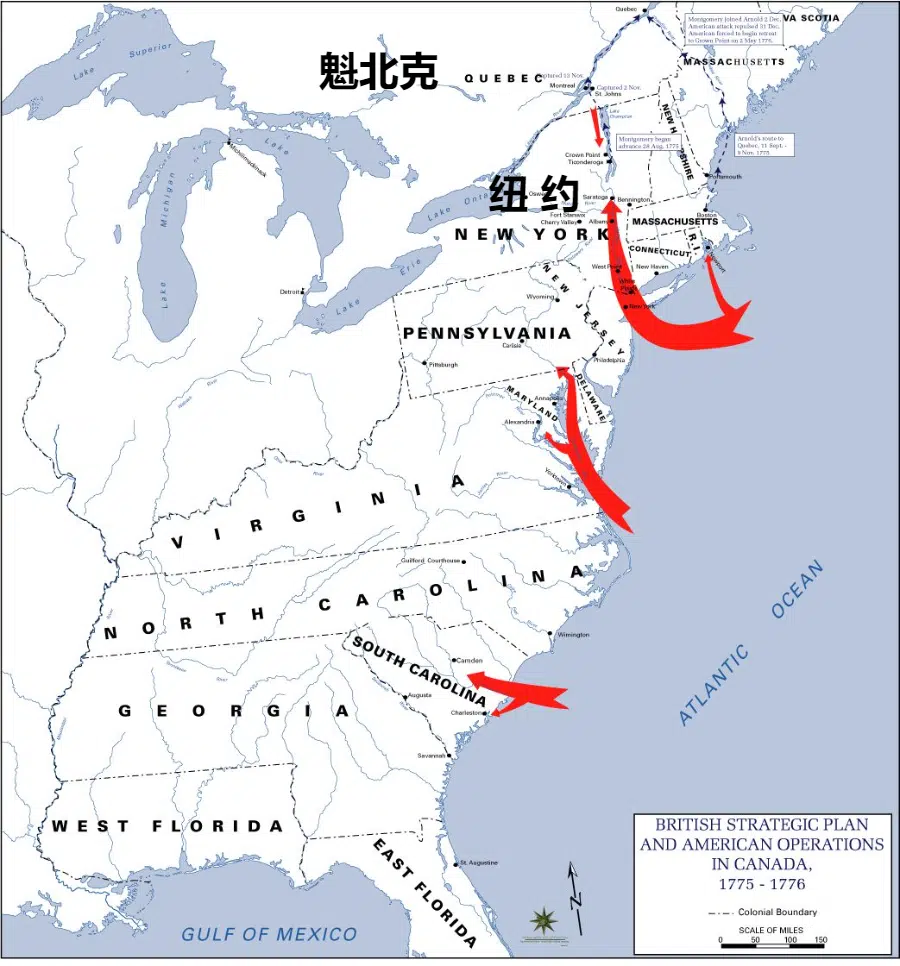 Quebec
Montgomery joined Arnold 2 Dec.
American attack repulsed 31 Dec.
American forced to begin retreat
to Crown Point on 2 May 1776.
VA SCOTIA
MASSACHUSETTS
Lake Superior
魁北克
QUEBEC
Captured 13 Nov.
Montreal
Captured 2 Nov.
St. Johns
Lake
Champlain
NEW HAMPSHIRE
Montgomery began
advance 28 Aug. 1775
Arnold's route to
Quebec, 11 Sept. -
9 Nov. 1775
Michilimackinac
Lake
Crown Point
Ticonderoga
Portsmouth
Lake Michigan
纽约
Lake Ontario
Oswe
Saratoga
Bennington
Fort Stanwix
Cherry Valley
Albany
Boston
MASSACHUSETTS
NEW YORK
CONNECTICUT
R.I.
Newport
Lake Erie
West Point
New Haven
White
Plains
New York
Detroit
NEW JERSEY
Wyoming
PENNSYLVANIA
Carlisle
Philadelphia
Pittsburgh
DELAWARE
MARYLAND
Annapolis
Alexandria
Ohio River
Yorktown
VIRGINIA
Guilford Courthouse
NORTH CAROLINA
Wilmington
SOUTH CAROLINA
Camden
Augusta
Charleston
GEORGIA
Savannah
ATLANTIC OCEAN
WEST FLORIDA
EAST FLORIDA
St. Augustine
GULF OF MEXICO
N
BRITISH STRATEGIC PLAN
AND AMERICAN OPERATIONS
IN CANADA,
1775 - 1776
Colonial Boundary
SCALE OF MILES
0 50 100 150